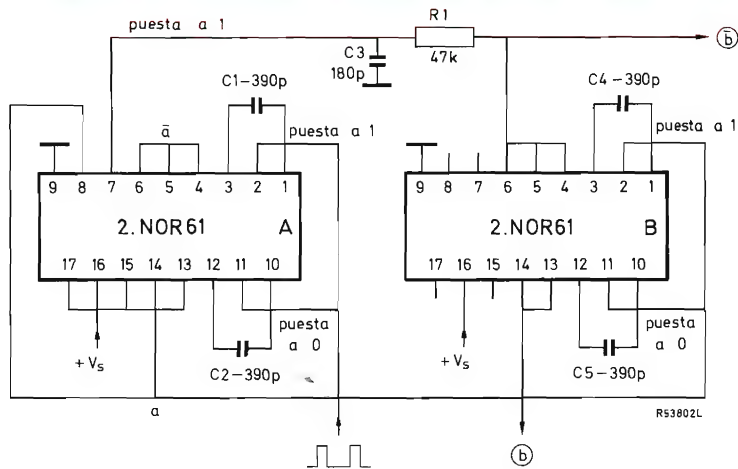 puesta a 1
R1
47k
b̄
C3
180p
C1-390p
C4-390p
ā
puesta a 1
puesta a 1
9 8 7 6 5 4 3 2 1
9 8 7 6 5 4 3 2 1
2.NOR61 A
2.NOR61 B
17 16 15 14 13 12 11 10
17 16 15 14 13 12 11 10
puesta
a 0
puesta
a 0
+Vs
C2-390p
+Vs
C5-390p
a
R53802L
b